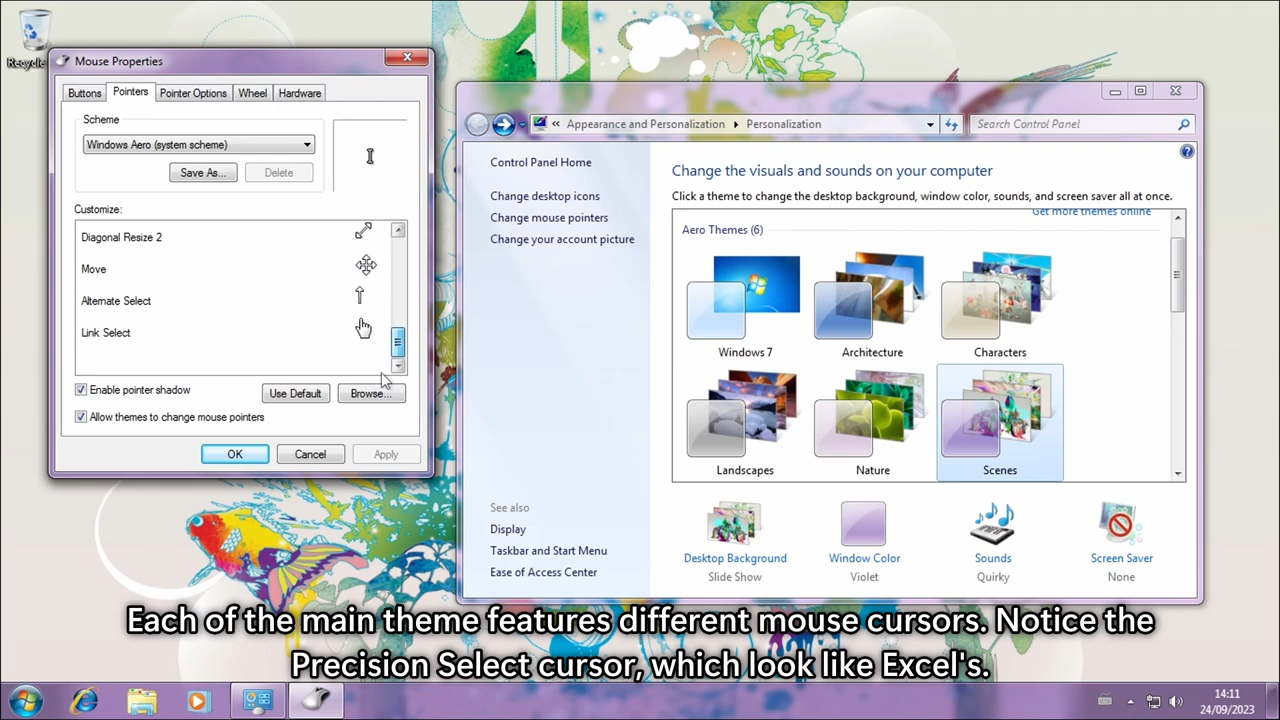 Recycle
Mouse Properties
Buttons
Pointers
Pointer Options
Wheel
Hardware
Scheme
Windows Aero (system scheme)
Save As...
Delete
Customize:
Diagonal Resize 2
Move
Alternate Select
Link Select
Enable pointer shadow
Use Default
Browse...
Allow themes to change mouse pointers
OK
Cancel
Apply
« Appearance and Personalization
Personalization
Search Control Panel
Control Panel Home
Change desktop icons
Change mouse pointers
Change your account picture
See also
Display
Taskbar and Start Menu
Ease of Access Center
Change the visuals and sounds on your computer
Click a theme to change the desktop background, window color, sounds, and screen saver all at once.
Get more themes online
Aero Themes (6)
Windows 7
Architecture
Characters
Landscapes
Nature
Scenes
Desktop Background
Slide Show
Window Color
Violet
Sounds
Quirky
Screen Saver
None
Each of the main theme features different mouse cursors. Notice the
Precision Select cursor, which look like Excel's.
14:11
24/09/2023